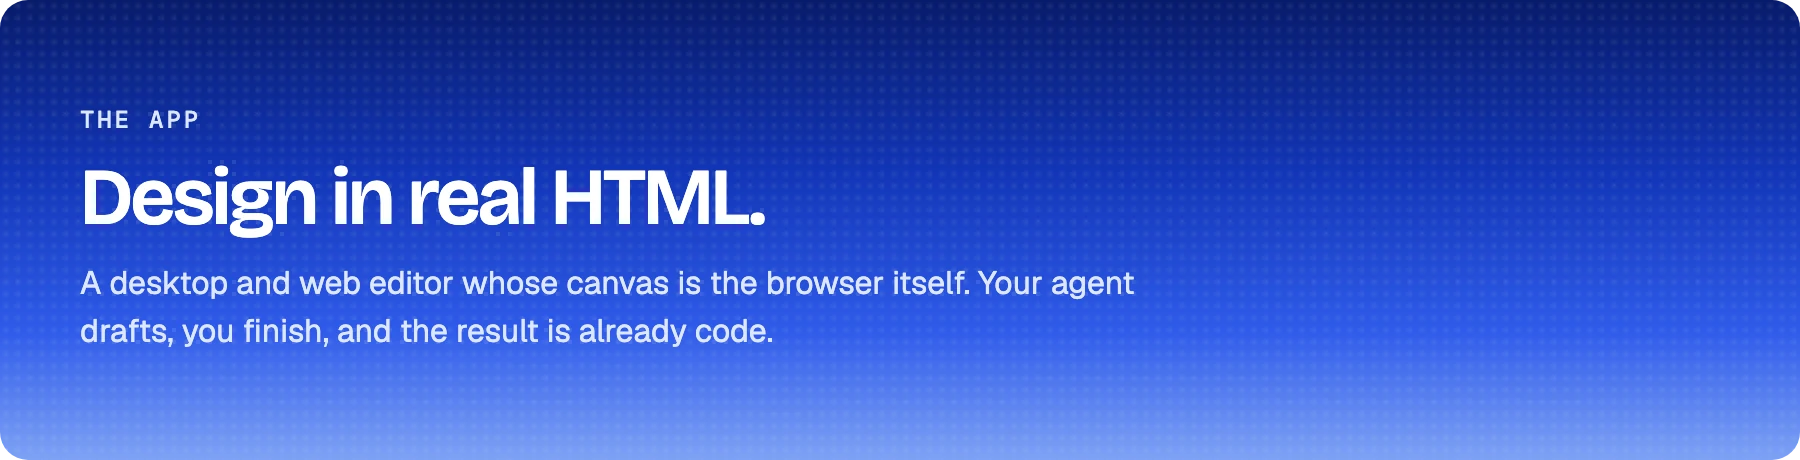 THE APP
Design in real HTML.
A desktop and web editor whose canvas is the browser itself. Your agent
drafts, you finish, and the result is already code.